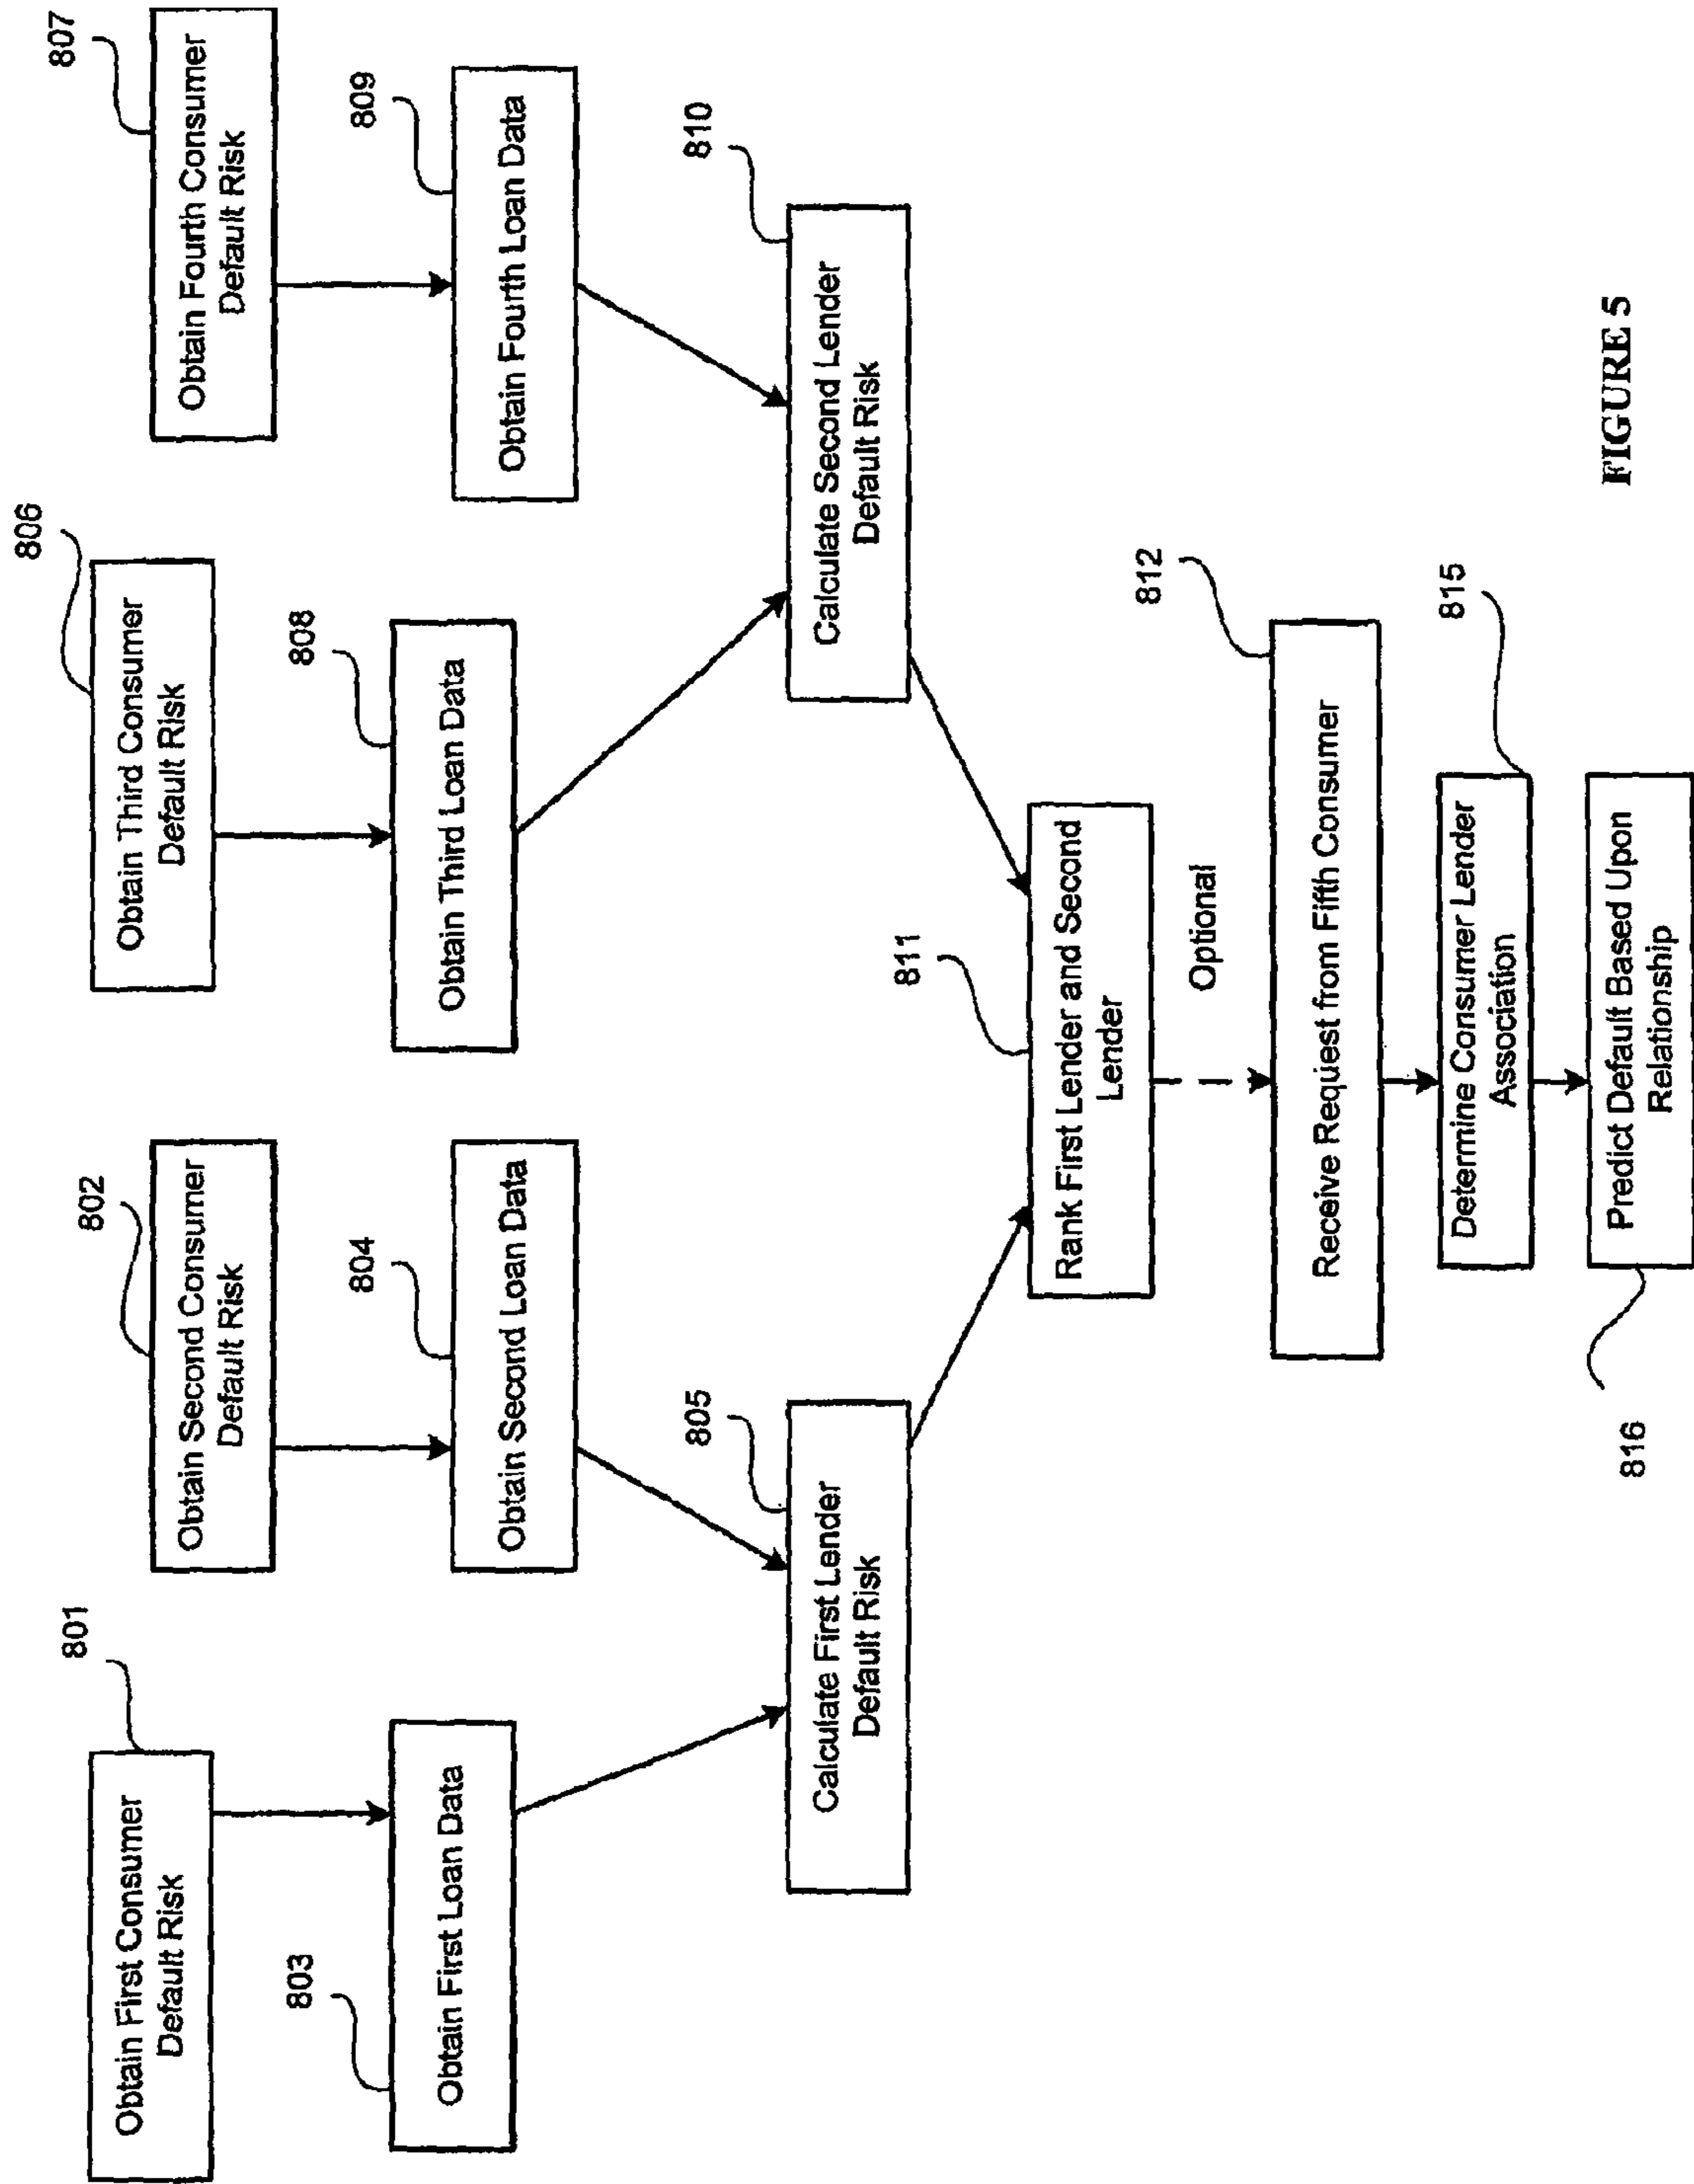 801
Obtain First Consumer
Default Risk
802
Obtain Second Consumer
Default Risk
806
Obtain Third Consumer
Default Risk
807
Obtain Fourth Consumer
Default Risk
803
Obtain First Loan Data
804
Obtain Second Loan Data
808
Obtain Third Loan Data
809
Obtain Fourth Loan Data
805
Calculate First Lender
Default Risk
810
Calculate Second Lender
Default Risk
811
Rank First Lender and Second
Lender
Optional
812
Receive Request from Fifth Consumer
815
Determine Consumer Lender
Association
816
Predict Default Based Upon
Relationship
FIGURE 5